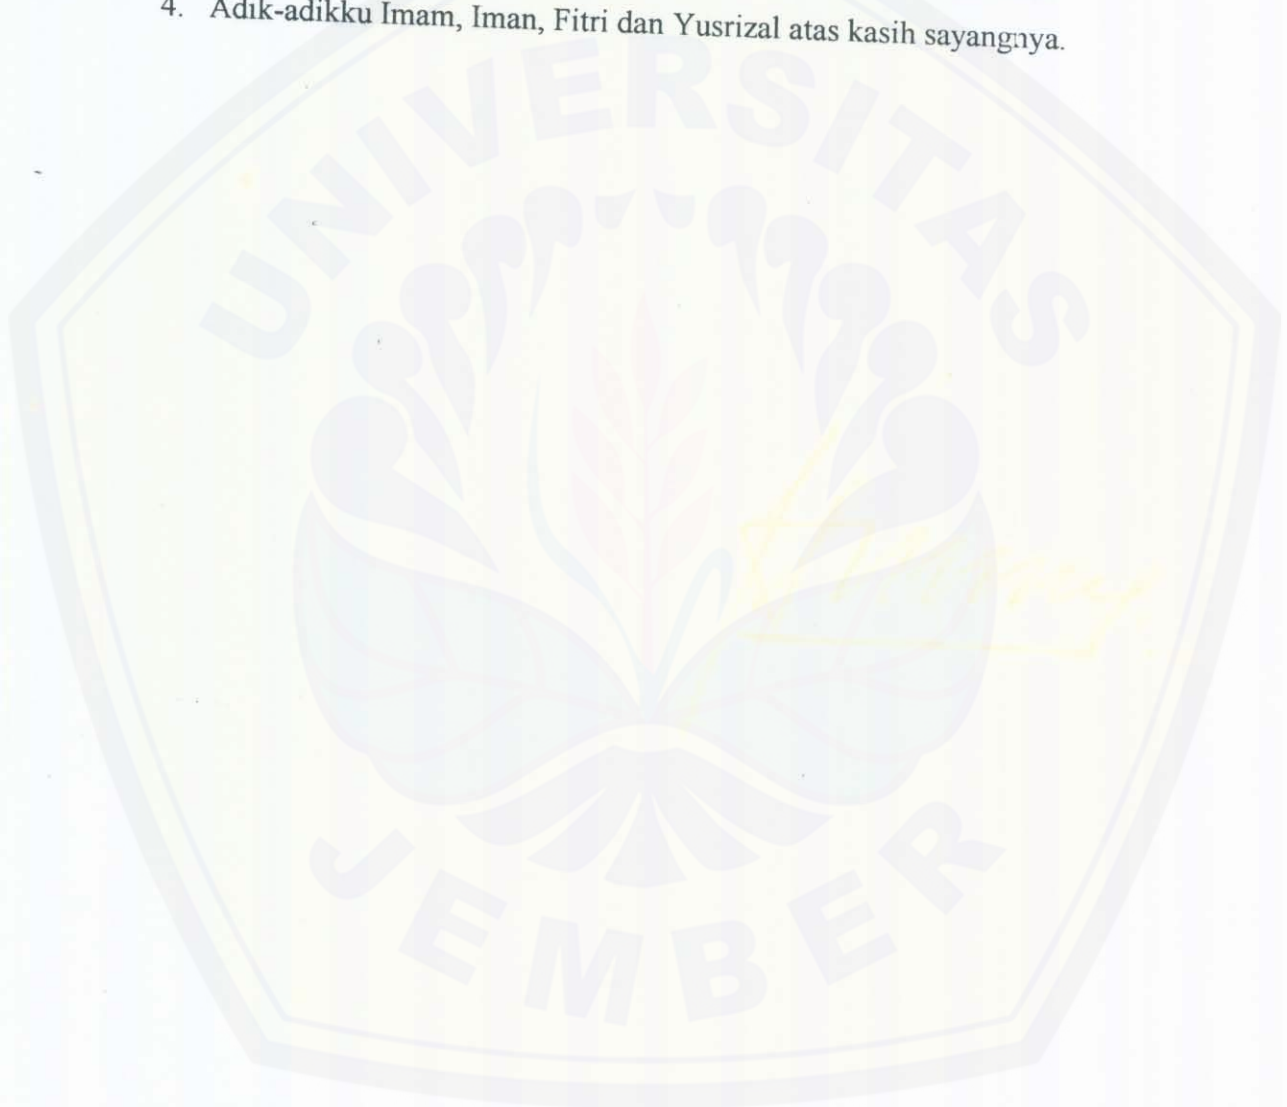 4. Adik-adikku Imam, Iman, Fitri dan Yusrizal atas kasih sayangnya.
UNIVERSITAS
JEMBER